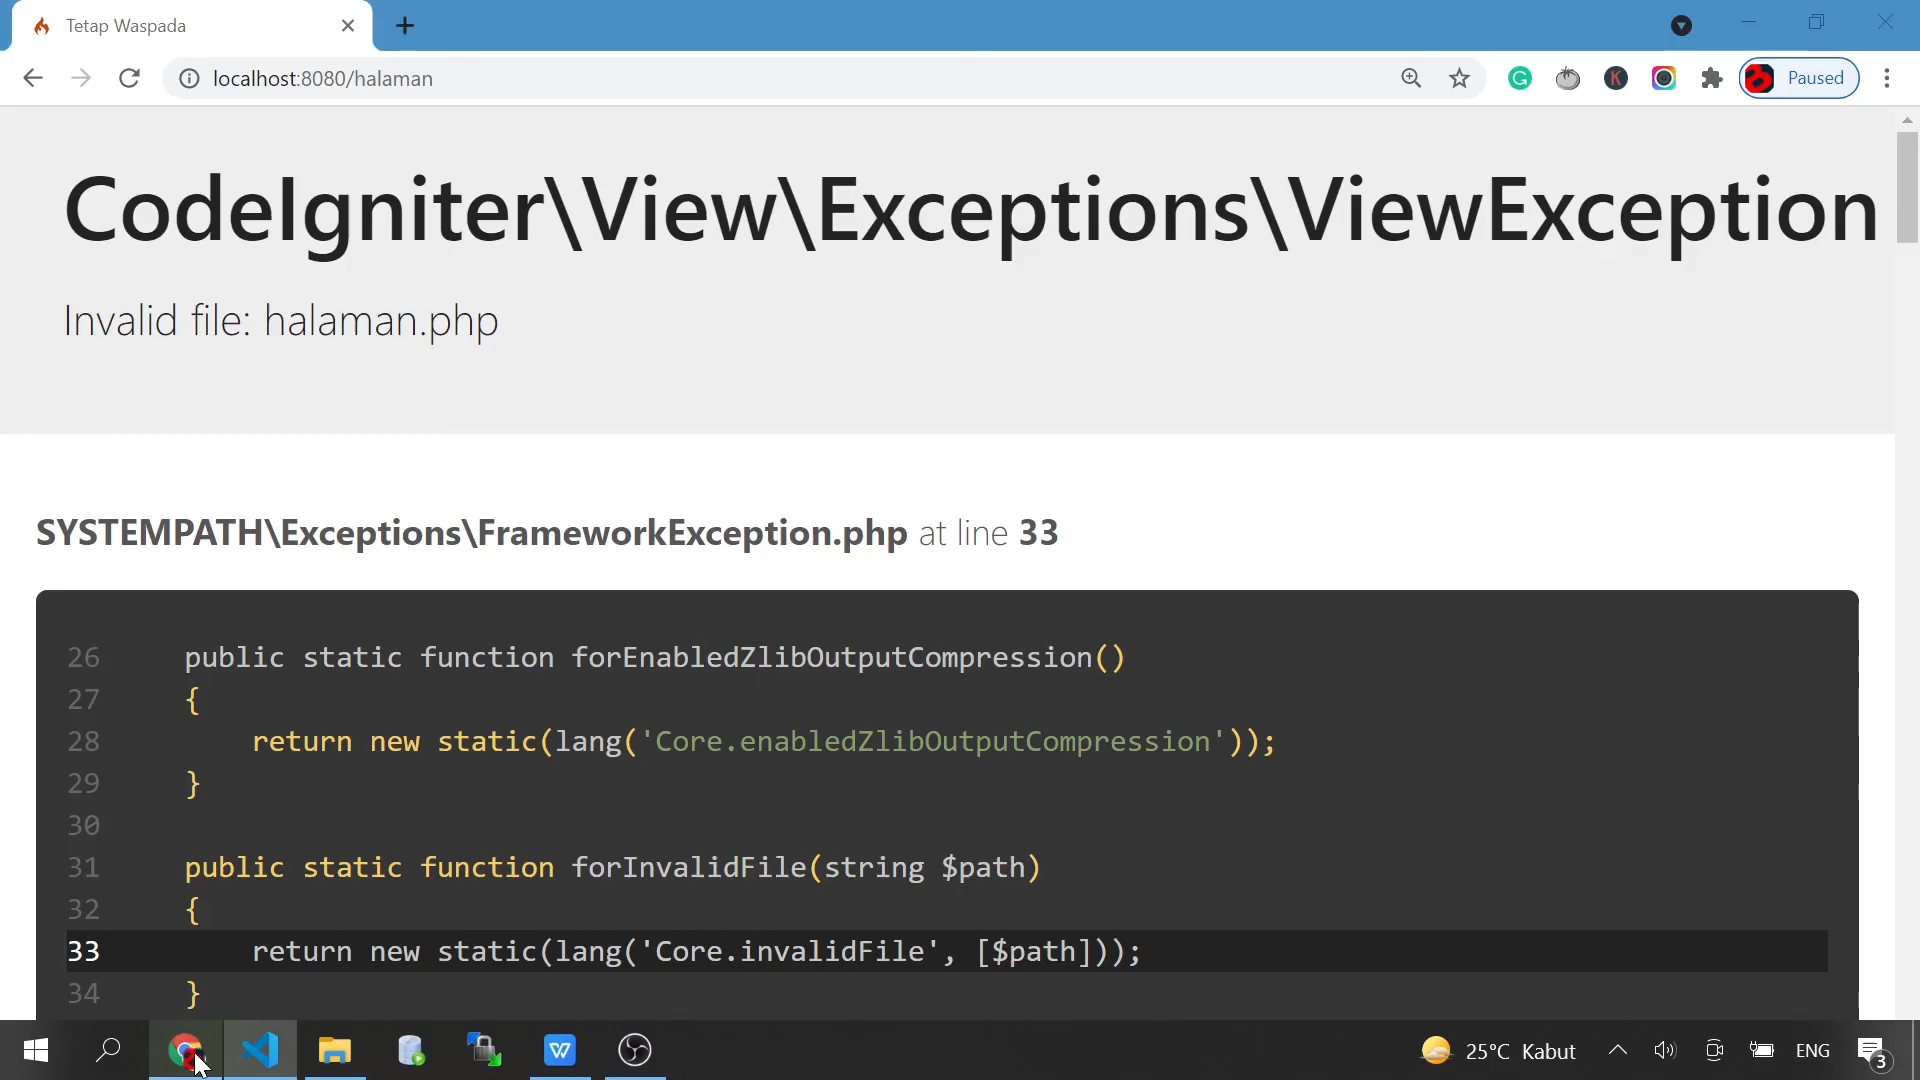 Tetap Waspada
localhost:8080/halaman
Paused
CodeIgniter\View\Exceptions\ViewException
Invalid file: halaman.php
SYSTEMPATH\Exceptions\FrameworkException.php at line 33
26 public static function forEnabledZlibOutputCompression()
27 {
28 return new static(lang('Core.enabledZlibOutputCompression'));
29 }
30
31 public static function forInvalidFile(string $path)
32 {
33 return new static(lang('Core.invalidFile', [$path]));
34 }
25°C Kabut
ENG
3